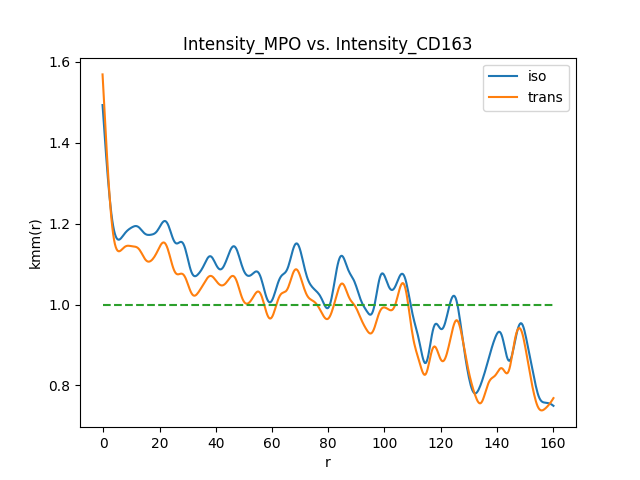 Intensity_MPO vs. Intensity_CD163
iso
trans
kmm(r)
1.6
1.4
1.2
1.0
0.8
0 20 40 60 80 100 120 140 160
r